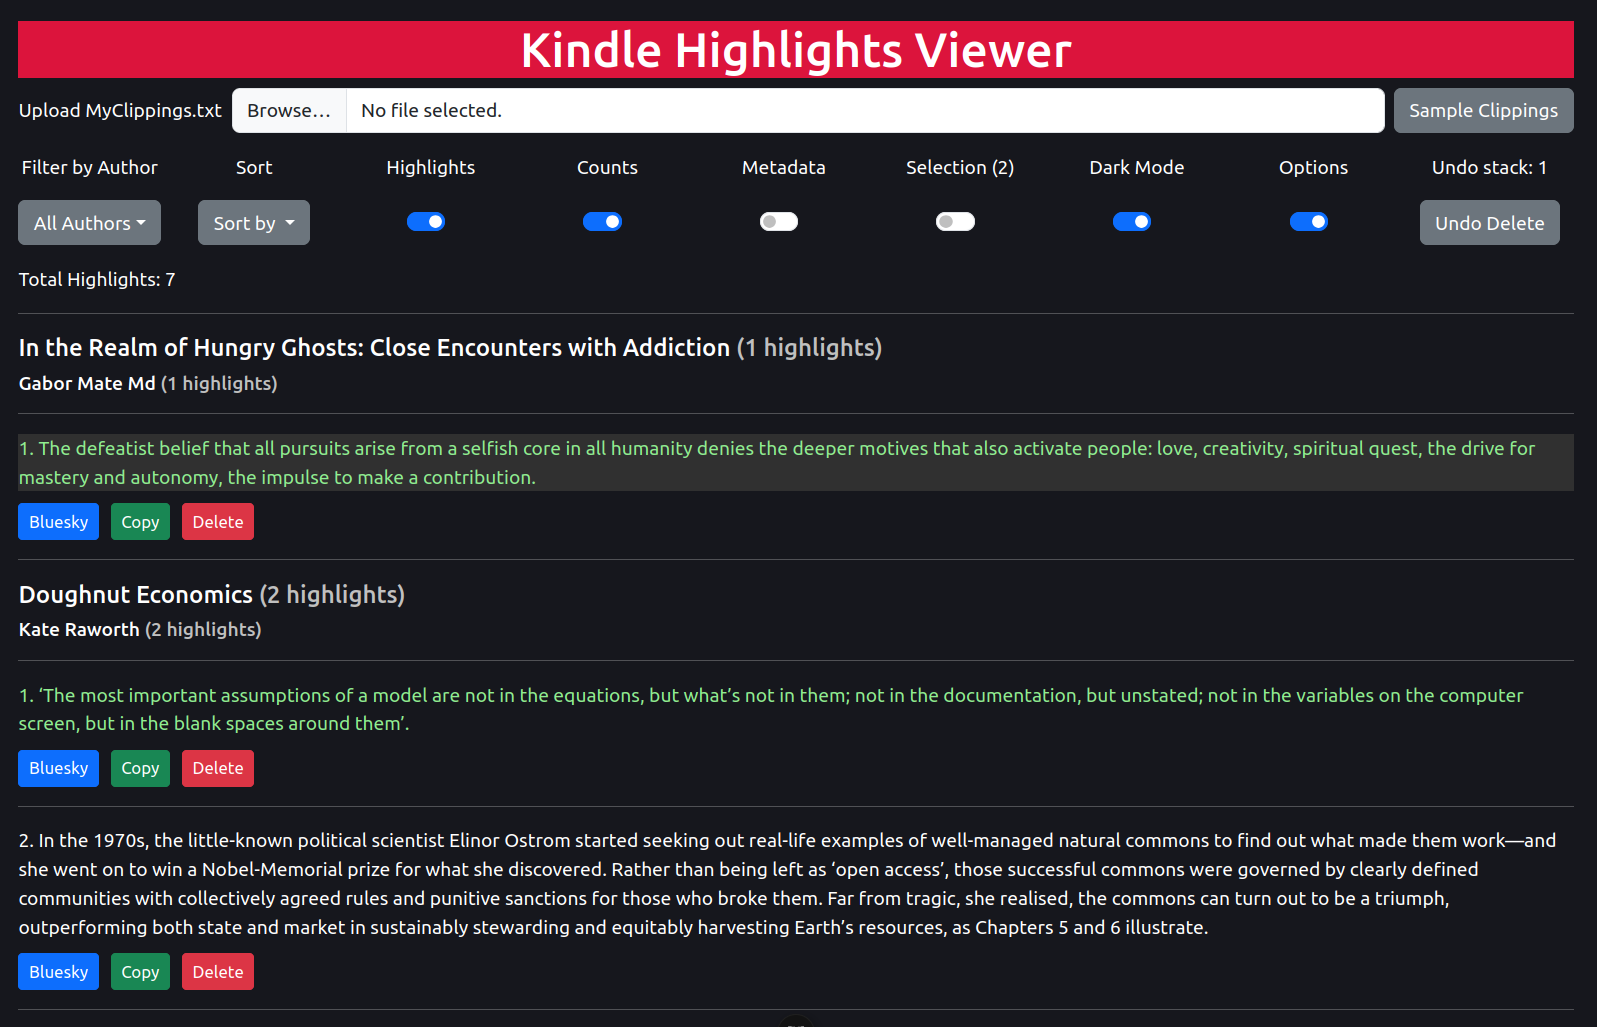 Kindle Highlights Viewer
Upload MyClippings.txt Browse... No file selected. Sample Clippings
Filter by Author Sort Highlights Counts Metadata Selection (2) Dark Mode Options Undo stack: 1
All Authors Sort by Undo Delete
Total Highlights: 7
In the Realm of Hungry Ghosts: Close Encounters with Addiction (1 highlights)
Gabor Mate Md (1 highlights)
1. The defeatist belief that all pursuits arise from a selfish core in all humanity denies the deeper motives that also activate people: love, creativity, spiritual quest, the drive for
mastery and autonomy, the impulse to make a contribution.
Bluesky Copy Delete
Doughnut Economics (2 highlights)
Kate Raworth (2 highlights)
1. ‘The most important assumptions of a model are not in the equations, but what’s not in them; not in the documentation, but unstated; not in the variables on the computer
screen, but in the blank spaces around them’.
Bluesky Copy Delete
2. In the 1970s, the little-known political scientist Elinor Ostrom started seeking out real-life examples of well-managed natural commons to find out what made them work—and
she went on to win a Nobel-Memorial prize for what she discovered. Rather than being left as ‘open access’, those successful commons were governed by clearly defined
communities with collectively agreed rules and punitive sanctions for those who broke them. Far from tragic, she realised, the commons can turn out to be a triumph,
outperforming both state and market in sustainably stewarding and equitably harvesting Earth’s resources, as Chapters 5 and 6 illustrate.
Bluesky Copy Delete